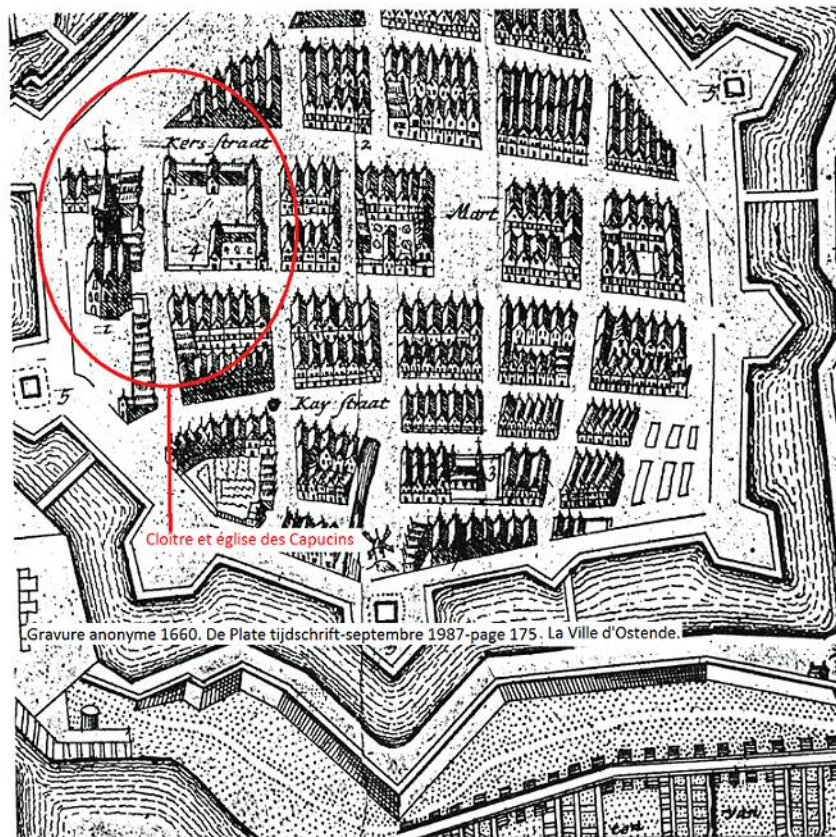 5
Kers straat
2
Mart
4
1
5
Kay straat
3
Cloitre et église des Capucins
Gravure anonyme 1660. De Plate tijdschrift-septembre 1987-page 175. La Ville d'Ostende.
van